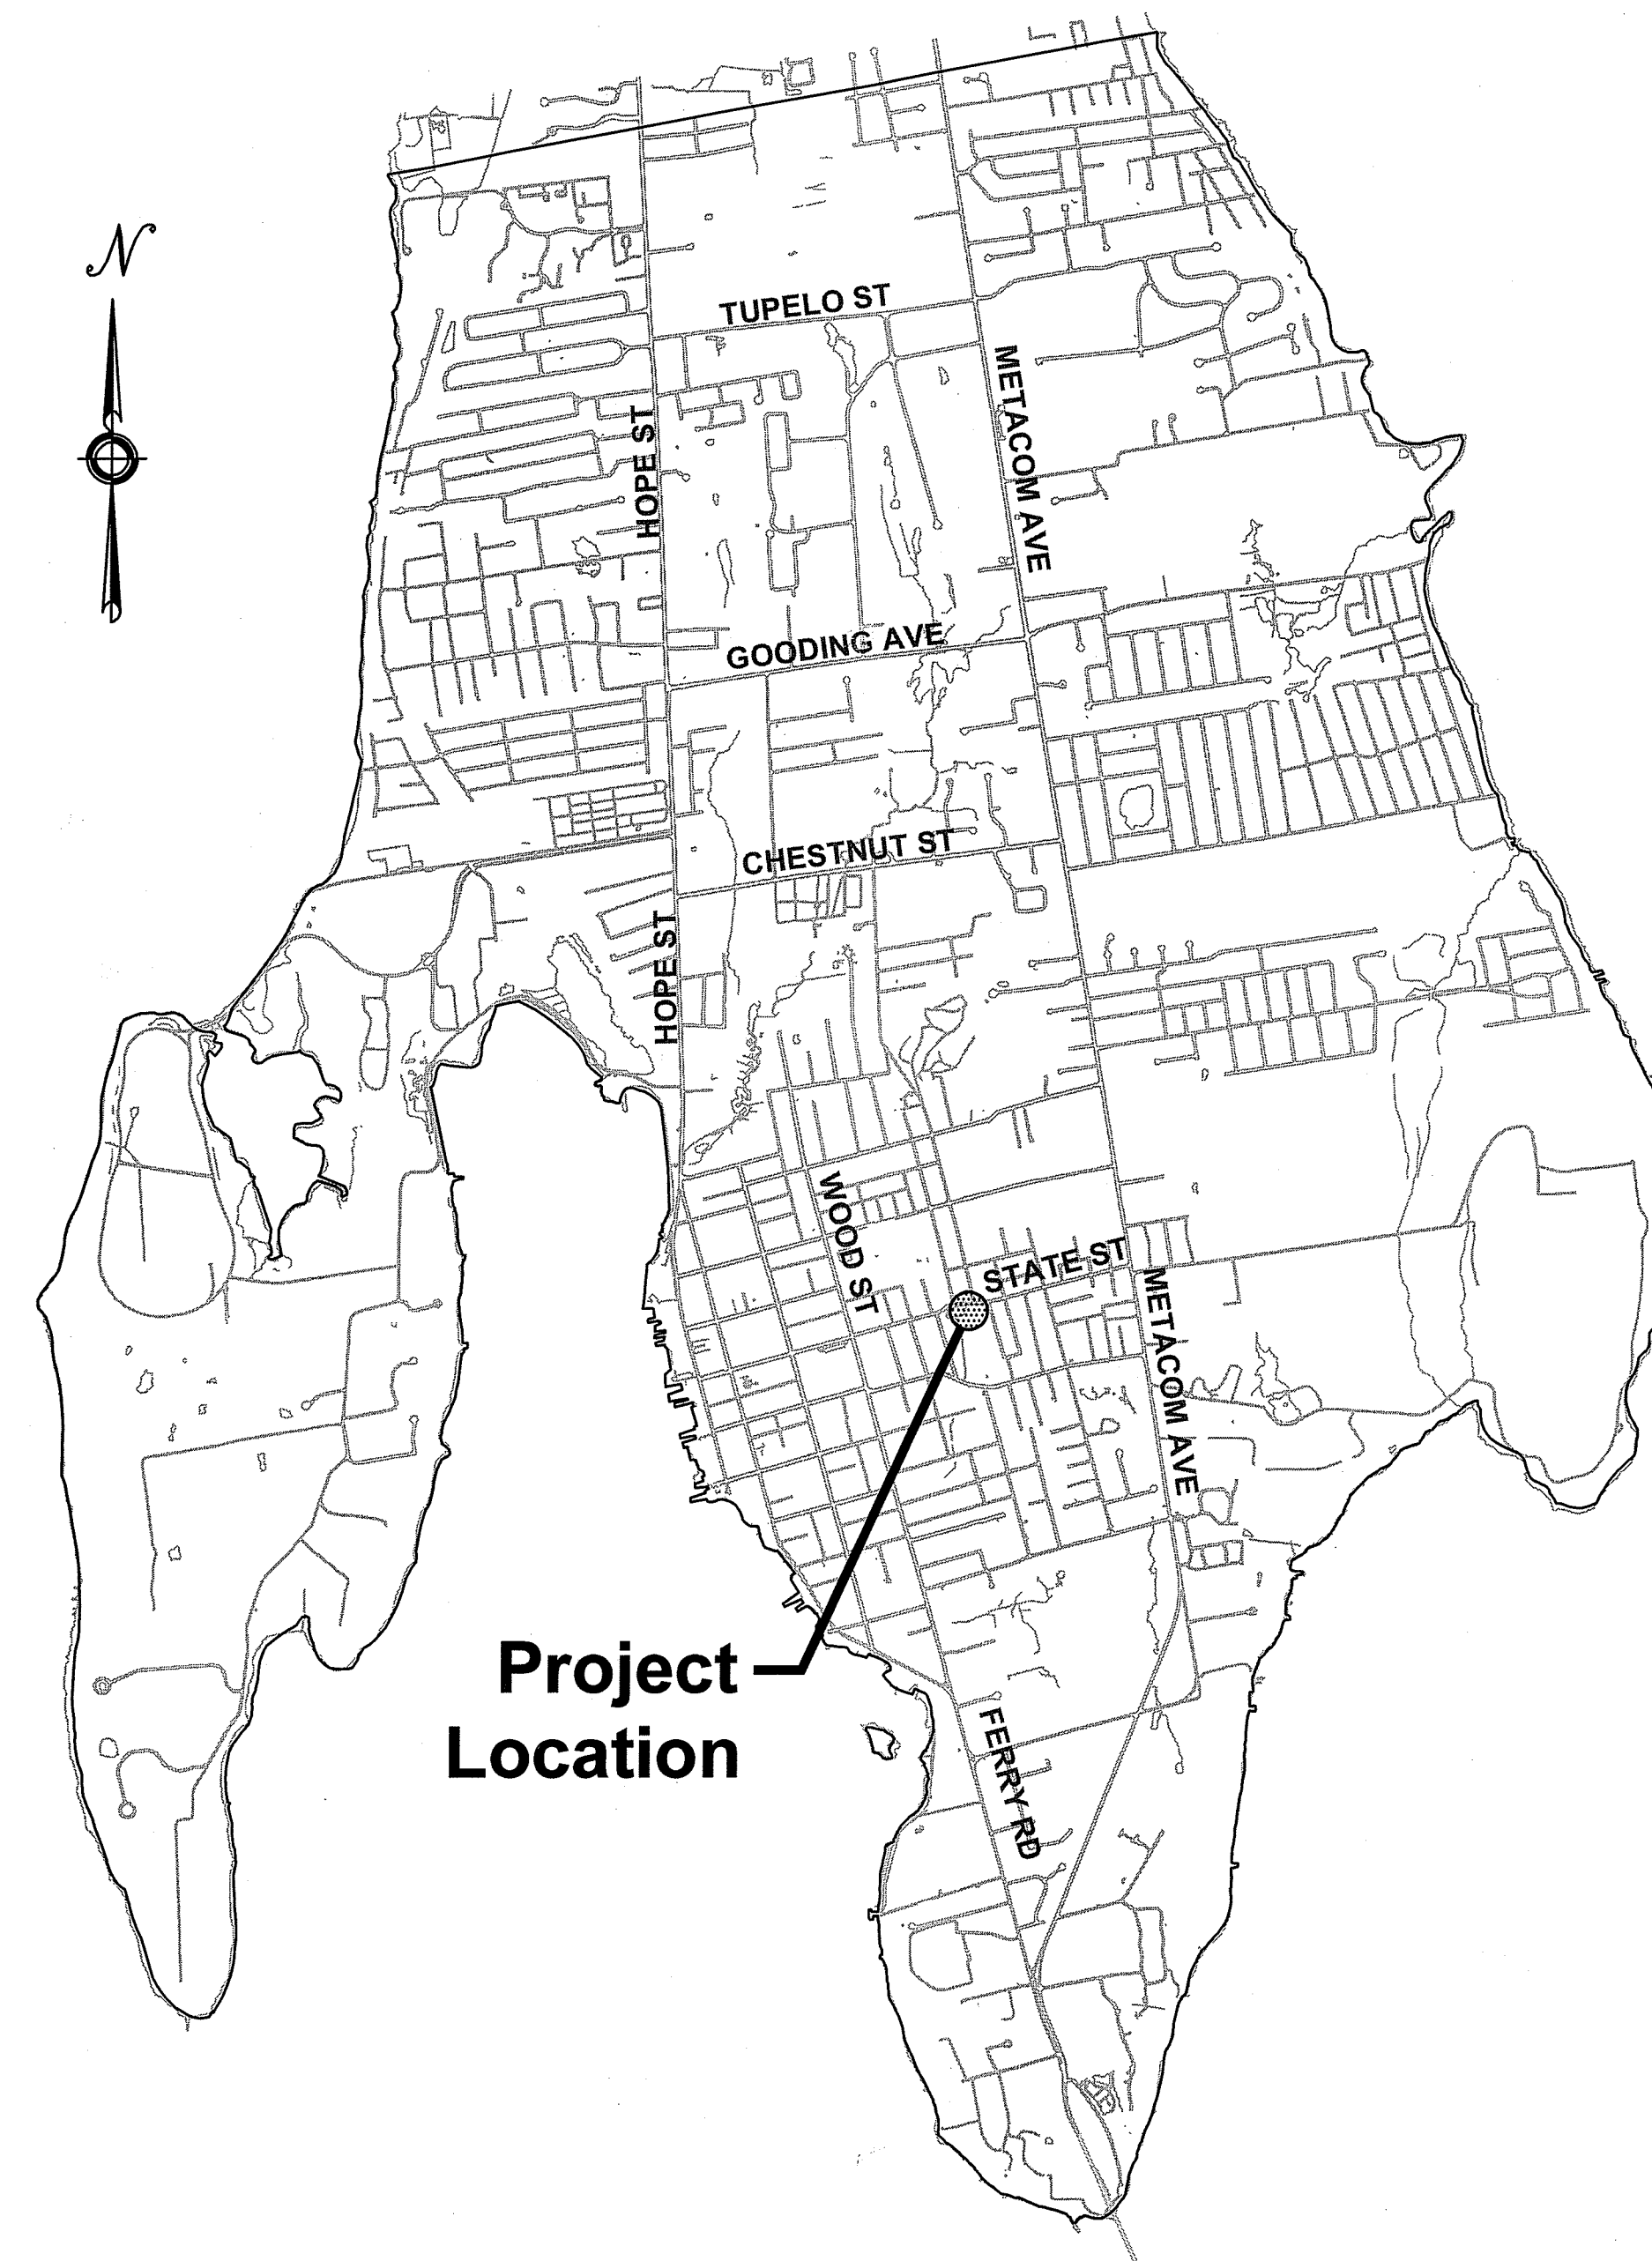 N
TUPELO ST
METACOM AVE
HOPE ST
GOODING AVE
CHESTNUT ST
HOPE ST
WOOD ST
STATE ST
METACOM AVE
Project
Location
FERRY RD